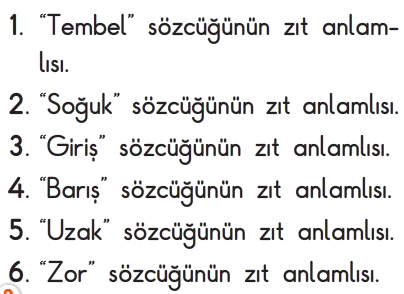 1. “Tembel” sözcüğünün zıt anlam-
lısı.
2. “Soğuk” sözcüğünün zıt anlamlısı.
3. “Giriş” sözcüğünün zıt anlamlısı.
4. “Barış” sözcüğünün zıt anlamlısı.
5. “Uzak” sözcüğünün zıt anlamlısı.
6. “Zor” sözcüğünün zıt anlamlısı.